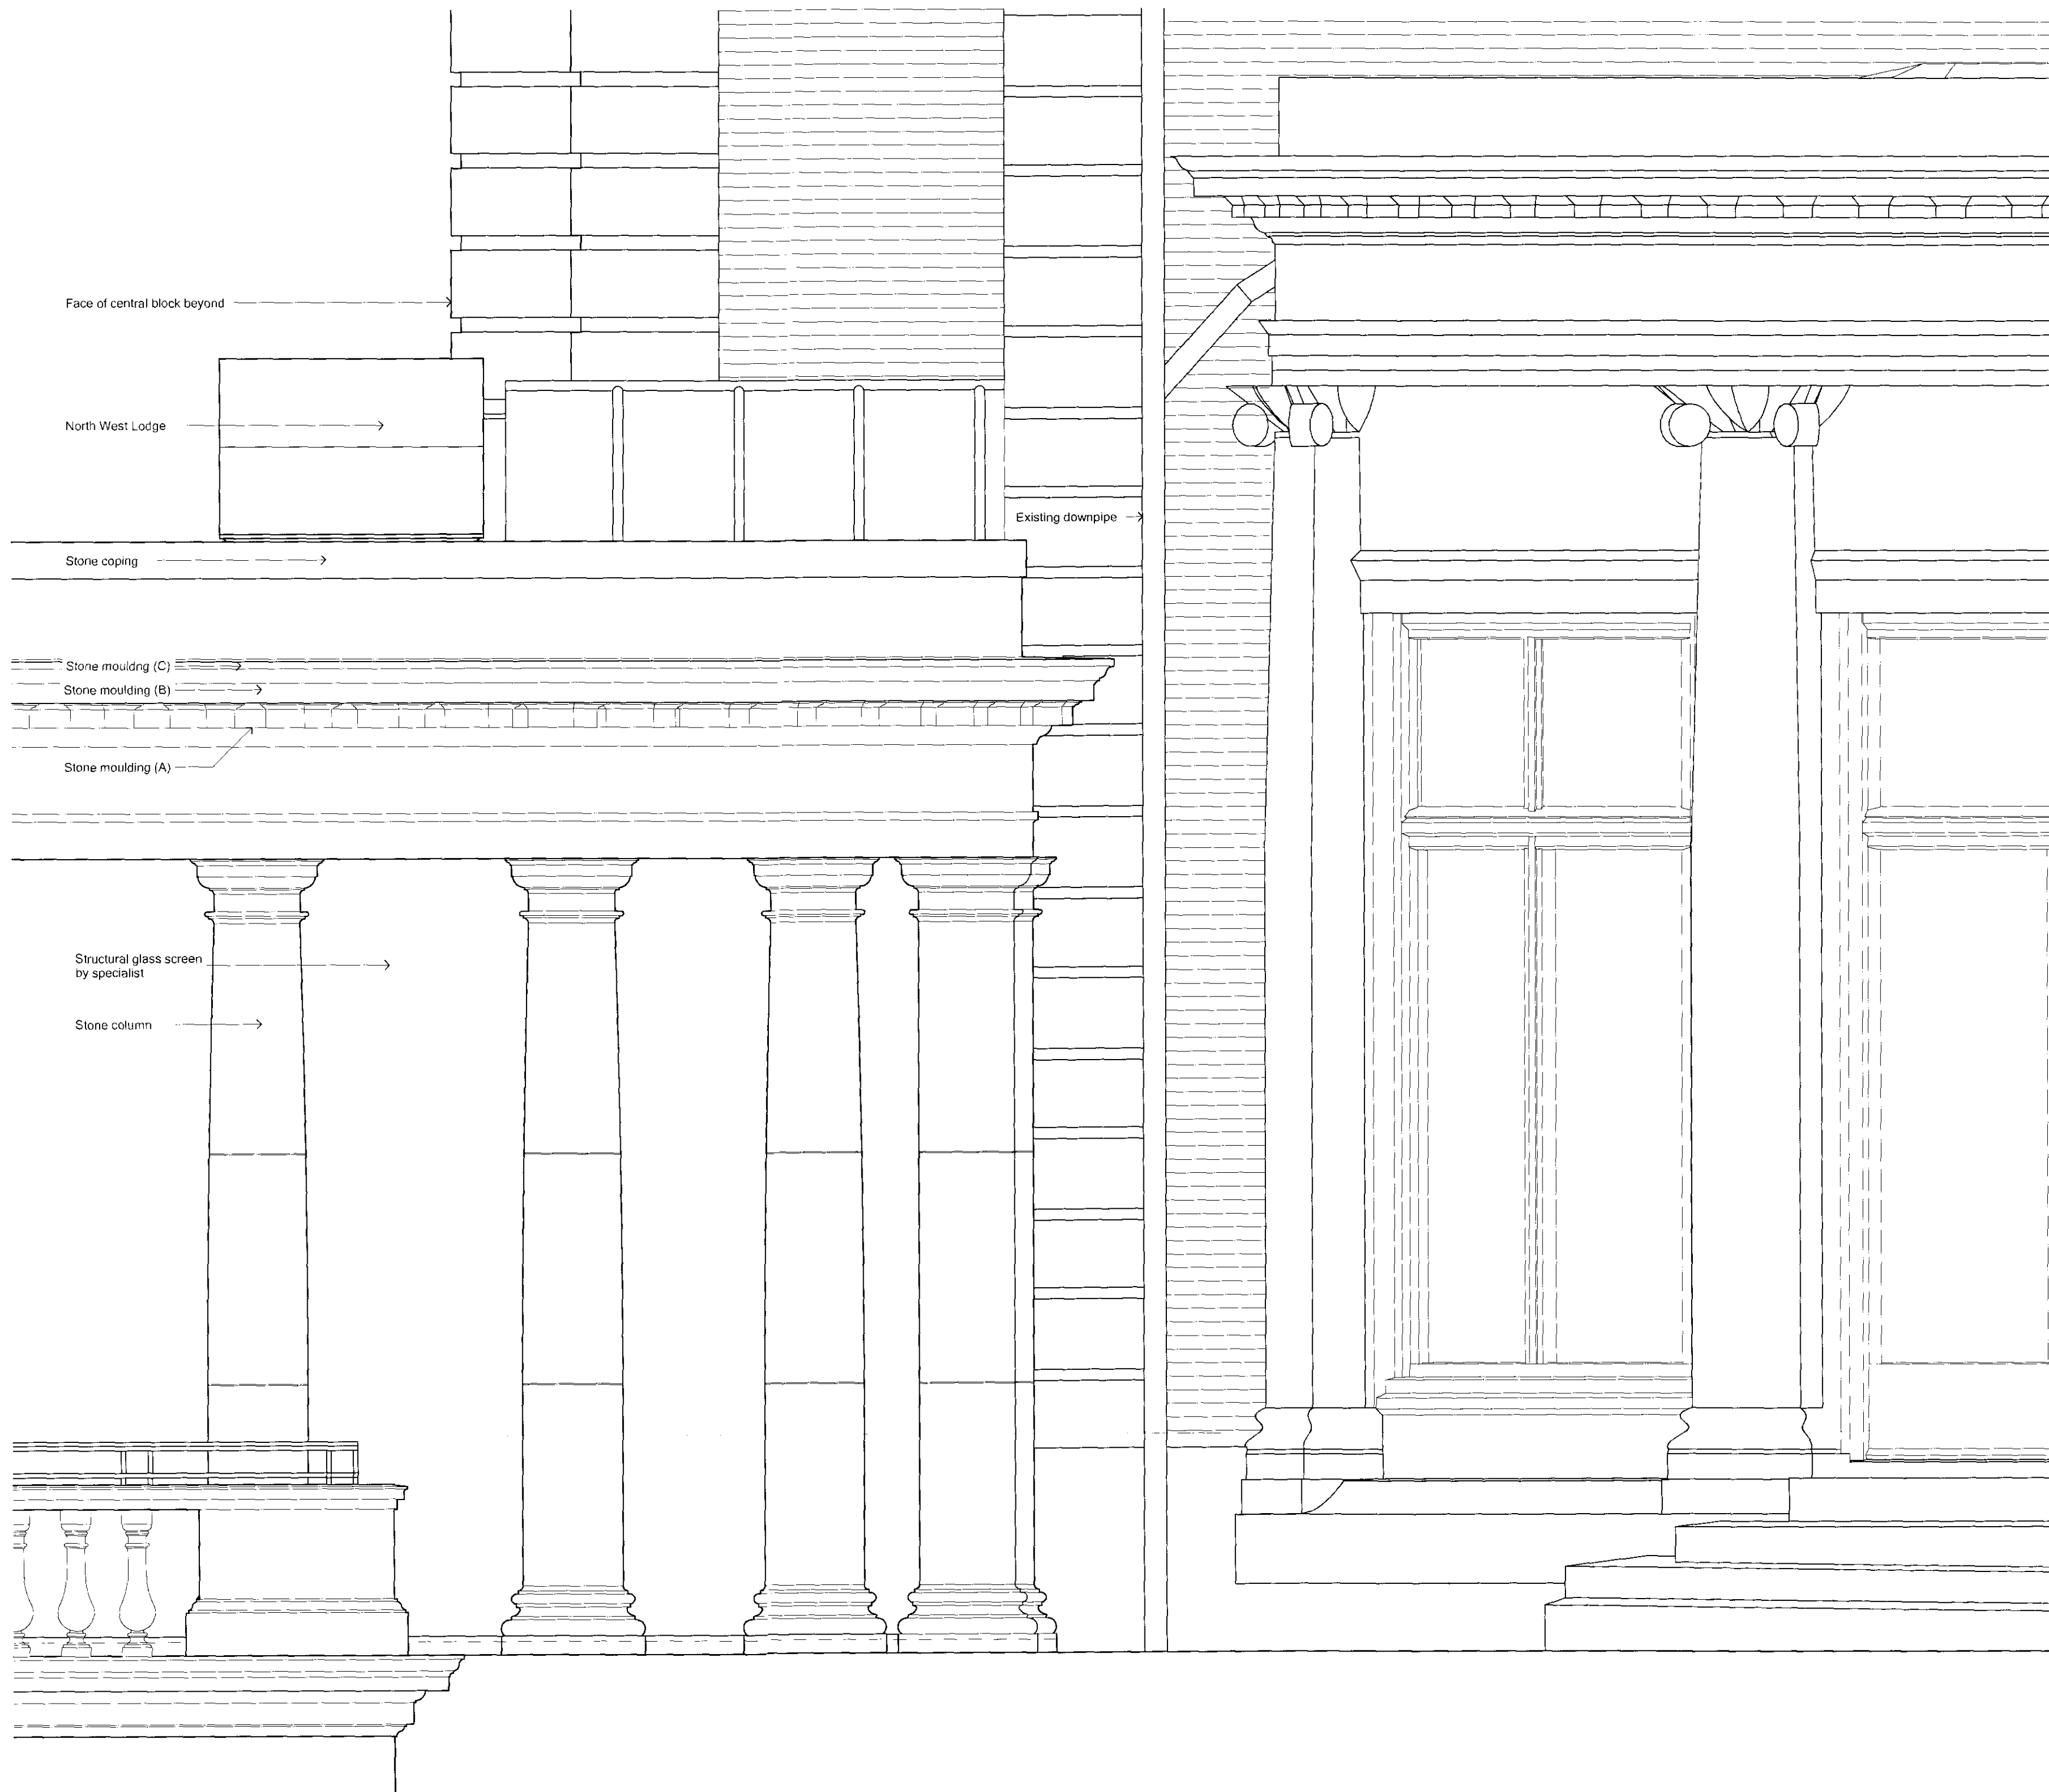 Face of central block beyond
North West Lodge
Existing downpipe
Stone coping
Stone mouldng (C)
Stone moulding (B)
Stone moulding (A)
Structural glass screen
by specialist
Stone column